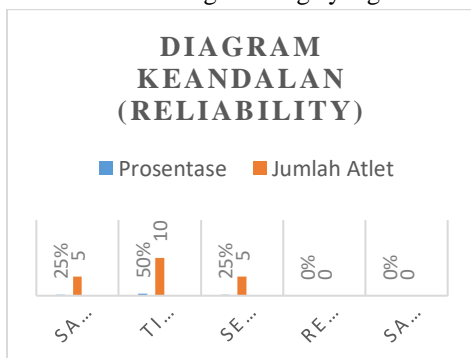 DIAGRAM
KEANDALAN
(RELIABILITY)
Prosentase Jumlah Atlet
25% 5 50% 10 25% 5 0% 0 0% 0
SA... TI... SE... RE... SA...